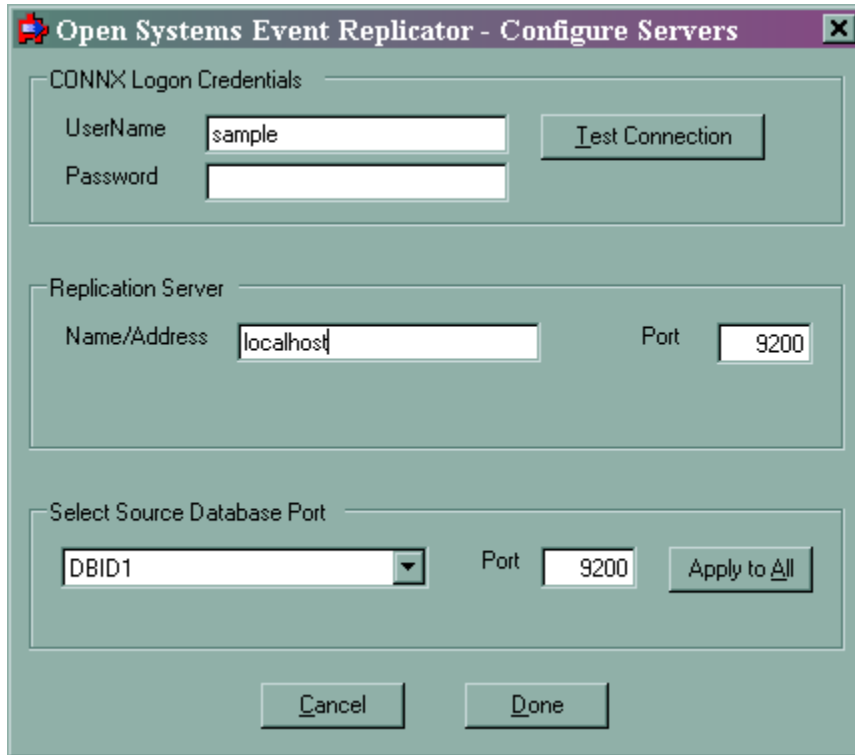 Open Systems Event Replicator - Configure Servers
CONNX Logon Credentials
UserName sample Test Connection
Password
Replication Server
Name/Address localhost Port 9200
Select Source Database Port
DBID1 Port 9200 Apply to All
Cancel Done